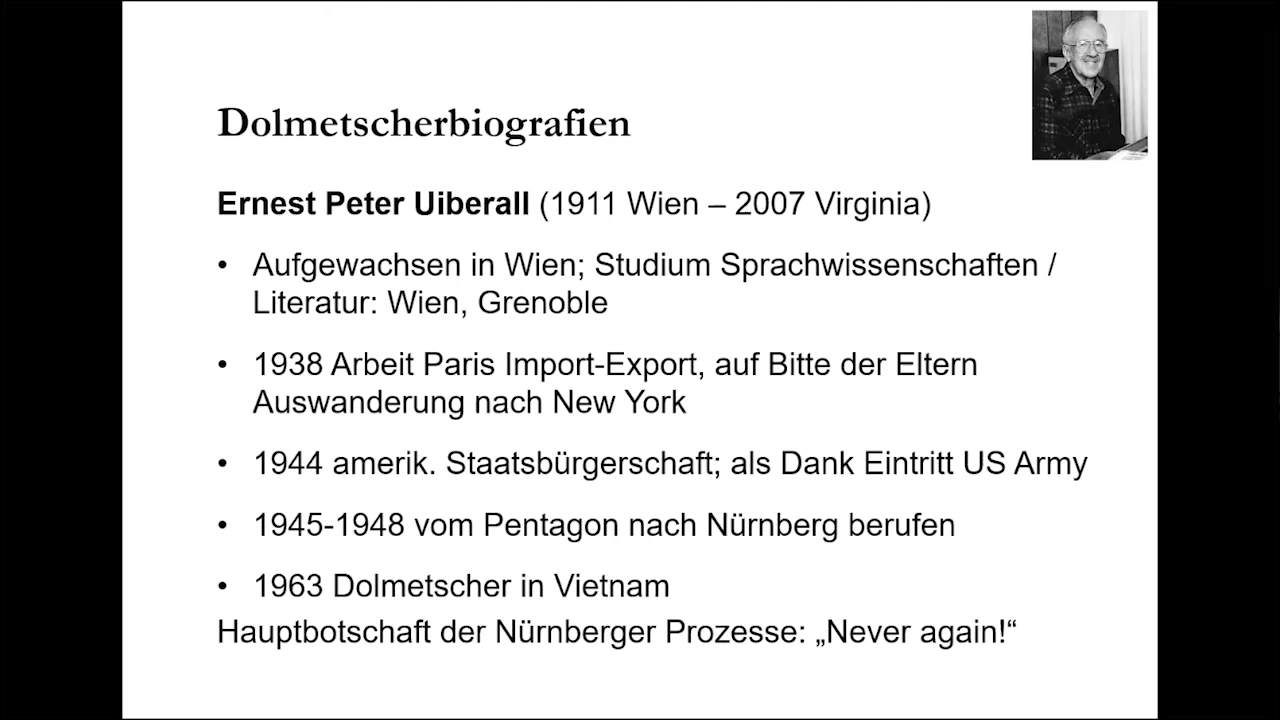 Dolmetscherbiografien
Ernest Peter Uiberall (1911 Wien – 2007 Virginia)
• Aufgewachsen in Wien; Studium Sprachwissenschaften /
Literatur: Wien, Grenoble
• 1938 Arbeit Paris Import-Export, auf Bitte der Eltern
Auswanderung nach New York
• 1944 amerik. Staatsbürgerschaft; als Dank Eintritt US Army
• 1945-1948 vom Pentagon nach Nürnberg berufen
• 1963 Dolmetscher in Vietnam
Hauptbotschaft der Nürnberger Prozesse: „Never again!“